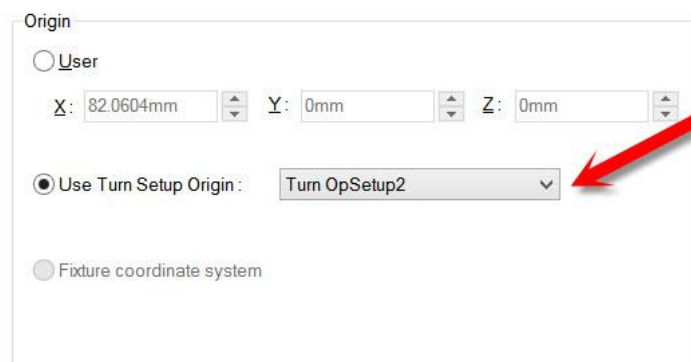 Origin
User
X: 82.0604mm Y: 0mm Z: 0mm
Use Turn Setup Origin: Turn OpSetup2
Fixture coordinate system